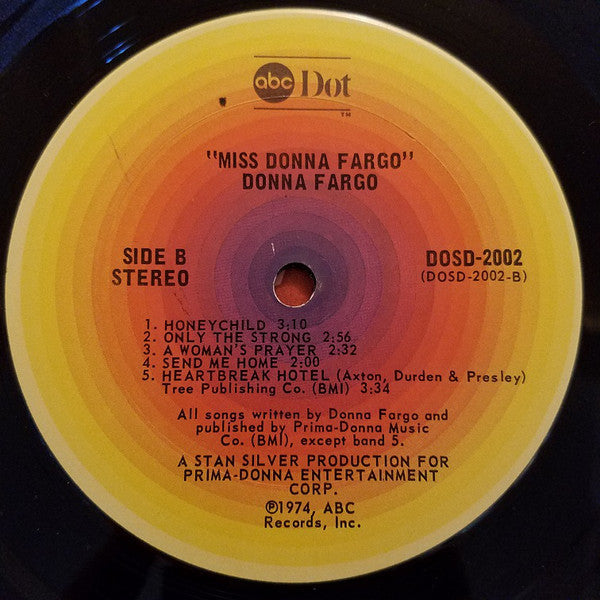 abc Dot
TM
"MISS DONNA FARGO"
DONNA FARGO
SIDE B
STEREO
DOSD-2002
(DOSD-2002-B)
1. HONEYCHILD 3:10
2. ONLY THE STRONG 2:56
3. A WOMAN'S PRAYER 2:32
4. SEND ME HOME 2:00
5. HEARTBREAK HOTEL (Axton, Durden & Presley)
Tree Publishing Co. (BMI) 3:34
All songs written by Donna Fargo and
published by Prima-Donna Music
Co. (BMI), except band 5.
A STAN SILVER PRODUCTION FOR
PRIMA-DONNA ENTERTAINMENT
CORP.
℗1974, ABC
Records, Inc.